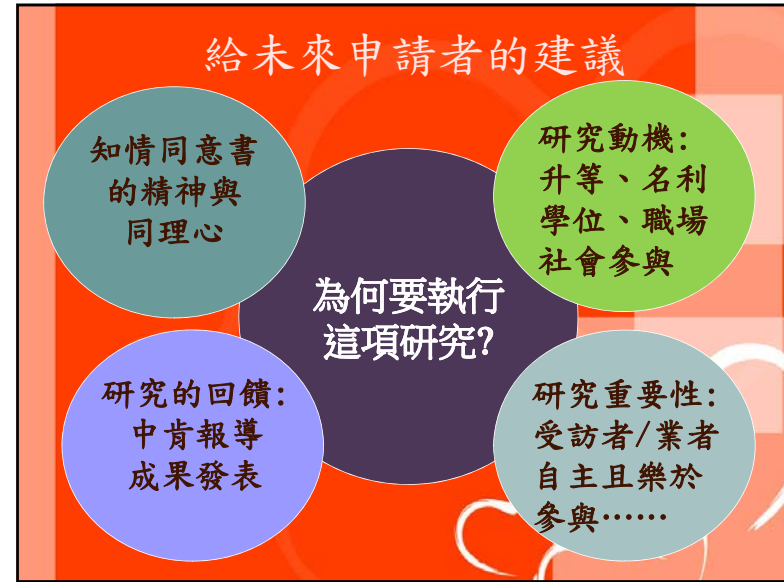 給未來申請者的建議
知情同意書
的精神與
同理心
研究動機:
升等、名利
學位、職場
社會參與
為何要執行
這項研究?
研究的回饋:
中肯報導
成果發表
研究重要性:
受訪者/業者
自主且樂於
參與……